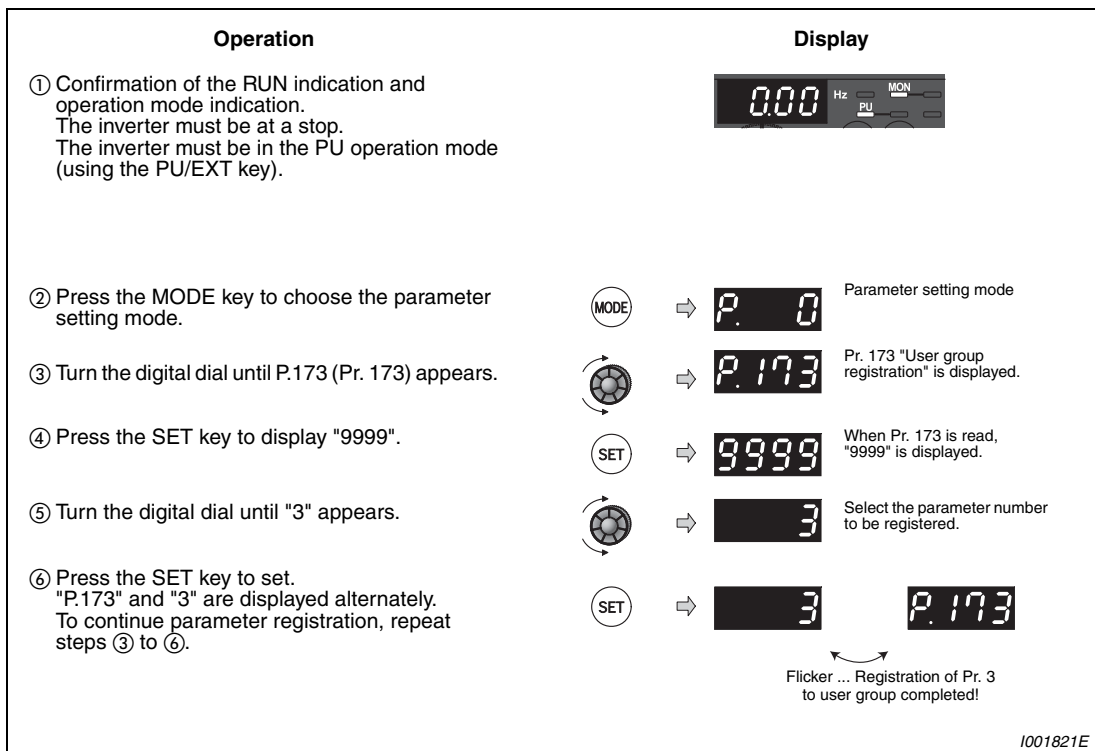 Operation
Display
① Confirmation of the RUN indication and
operation mode indication.
The inverter must be at a stop.
The inverter must be in the PU operation mode
(using the PU/EXT key).
0.00 Hz MON
PU
② Press the MODE key to choose the parameter
setting mode.
MODE
P. 0
Parameter setting mode
③ Turn the digital dial until P.173 (Pr. 173) appears.
P.173
Pr. 173 "User group
registration" is displayed.
④ Press the SET key to display "9999".
SET
9999
When Pr. 173 is read,
"9999" is displayed.
⑤ Turn the digital dial until "3" appears.
3
Select the parameter number
to be registered.
⑥ Press the SET key to set.
"P.173" and "3" are displayed alternately.
To continue parameter registration, repeat
steps ③ to ⑥.
SET
3
P.173
Flicker ... Registration of Pr. 3
to user group completed!
I001821E